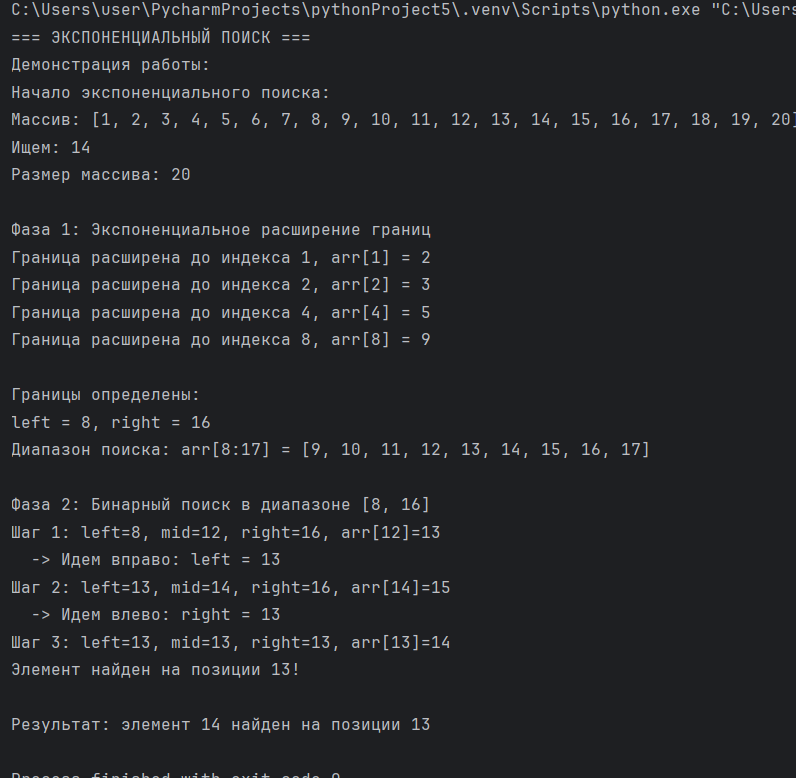 C:\Users\user\PycharmProjects\pythonProject5\.venv\Scripts\python.exe "C:\Users
=== ЭКСПОНЕНЦИАЛЬНЫЙ ПОИСК ===
Демонстрация работы:
Начало экспоненциального поиска:
Массив: [1, 2, 3, 4, 5, 6, 7, 8, 9, 10, 11, 12, 13, 14, 15, 16, 17, 18, 19, 20]
Ищем: 14
Размер массива: 20
Фаза 1: Экспоненциальное расширение границ
Граница расширена до индекса 1, arr[1] = 2
Граница расширена до индекса 2, arr[2] = 3
Граница расширена до индекса 4, arr[4] = 5
Граница расширена до индекса 8, arr[8] = 9
Границы определены:
left = 8, right = 16
Диапазон поиска: arr[8:17] = [9, 10, 11, 12, 13, 14, 15, 16, 17]
Фаза 2: Бинарный поиск в диапазоне [8, 16]
Шаг 1: left=8, mid=12, right=16, arr[12]=13
-> Идем вправо: left = 13
Шаг 2: left=13, mid=14, right=16, arr[14]=15
-> Идем влево: right = 13
Шаг 3: left=13, mid=13, right=13, arr[13]=14
Элемент найден на позиции 13!
Результат: элемент 14 найден на позиции 13
Process finished with exit code 0